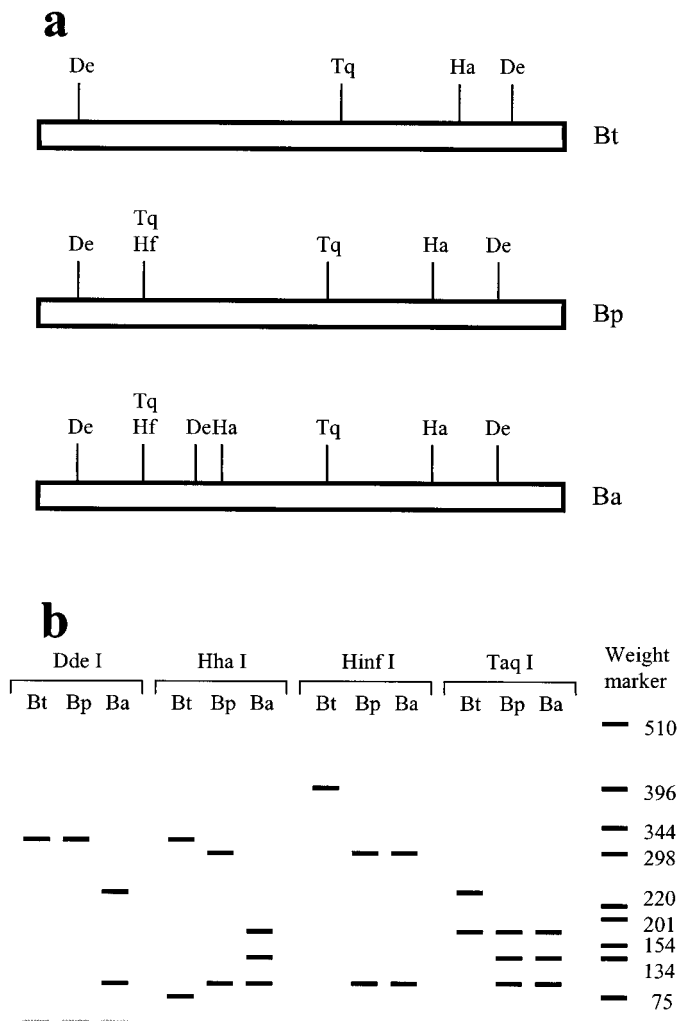 a
De Tq Ha De
Bt
Tq
De Hf Tq Ha De
Bp
Tq
De Hf DeHa Tq Ha De
Ba
b
Dde I Hha I Hinf I Taq I Weight
marker
Bt Bp Ba Bt Bp Ba Bt Bp Ba Bt Bp Ba
510
396
344
298
220
201
154
134
75